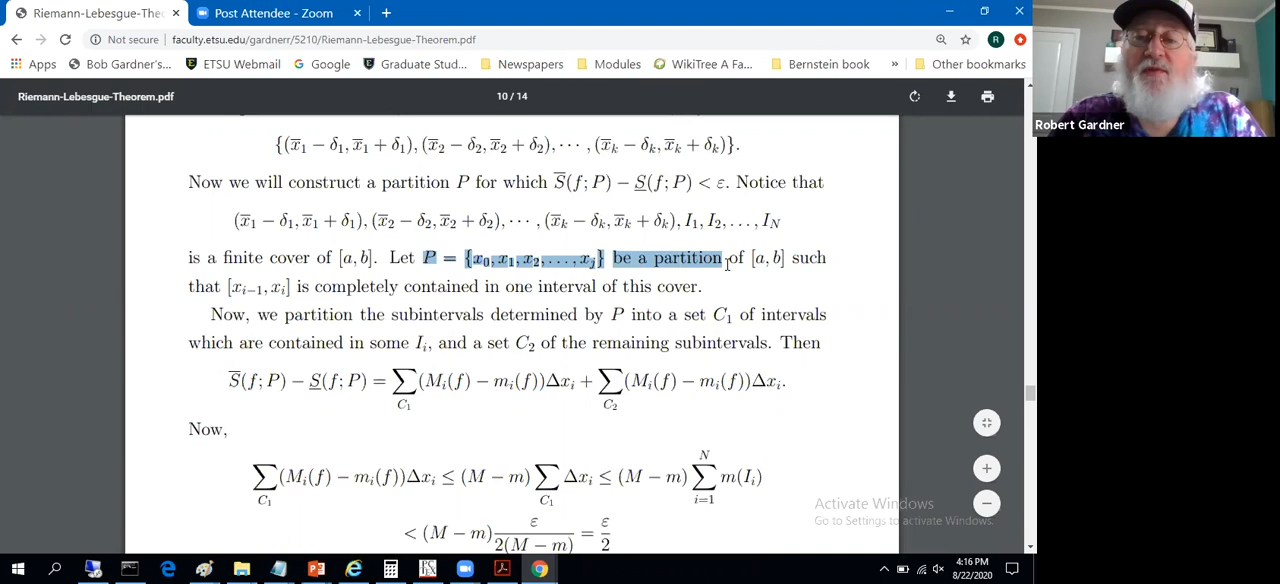 Riemann-Lebesgue-Theo
Post Attendee - Zoom
Not secure
faculty.etsu.edu/gardnerr/5210/Riemann-Lebesgue-Theorem.pdf
R
Apps
Bob Gardner's...
ETSU Webmail
Google
Graduate Stud...
Newspapers
Modules
WikiTree A Fa...
Bernstein book
»
Other bookmarks
Riemann-Lebesgue-Theorem.pdf
10 / 14
Robert Gardner
{(x̅₁ − δ₁, x̅₁ + δ₁), (x̅₂ − δ₂, x̅₂ + δ₂), ⋯ , (x̅ₖ − δₖ, x̅ₖ + δₖ)}.
Now we will construct a partition P for which S̅(f; P) − S̲(f; P) < ε. Notice that
(x̅₁ − δ₁, x̅₁ + δ₁), (x̅₂ − δ₂, x̅₂ + δ₂), ⋯ , (x̅ₖ − δₖ, x̅ₖ + δₖ), I₁, I₂, . . . , I_N
is a finite cover of [a, b]. Let P = {x₀, x₁, x₂, . . . , xⱼ} be a partition of [a, b] such
that [xᵢ₋₁, xᵢ] is completely contained in one interval of this cover.
Now, we partition the subintervals determined by P into a set C₁ of intervals
which are contained in some Iᵢ, and a set C₂ of the remaining subintervals. Then
S̅(f; P) − S̲(f; P) = ∑_{C₁} (Mᵢ(f) − mᵢ(f))Δxᵢ + ∑_{C₂} (Mᵢ(f) − mᵢ(f))Δxᵢ.
Now,
∑_{C₁} (Mᵢ(f) − mᵢ(f))Δxᵢ ≤ (M − m) ∑_{C₁} Δxᵢ ≤ (M − m) ∑_{i=1}^{N} m(Iᵢ)
< (M − m) ε/2(M − m) = ε/2
Activate Windows
Go to Settings to activate Windows.
4:16 PM
8/22/2020